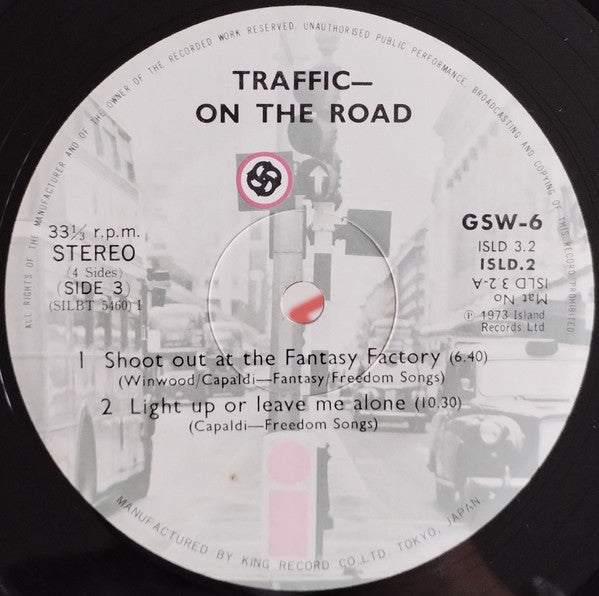 ALL RIGHTS OF THE MANUFACTURER AND OF THE OWNER OF THE RECORDED WORK RESERVED. UNAUTHORISED PUBLIC PERFORMANCE, BROADCASTING AND COPYING OF THIS RECORD PROHIBITED
TRAFFIC—
ON THE ROAD
33⅓ r.p.m.
STEREO
(4 Sides)
(SIDE 3)
(SILBT 5460) I
GSW-6
ISLD 3.2
ISLD.2
Mat No
ISLD 3 2-A
℗ 1973 Island
Records Ltd
1 Shoot out at the Fantasy Factory (6.40)
(Winwood/Capaldi—Fantasy/Freedom Songs)
2 Light up or leave me alone (10.30)
(Capaldi—Freedom Songs)
MANUFACTURED BY KING RECORD CO., LTD. TOKYO, JAPAN